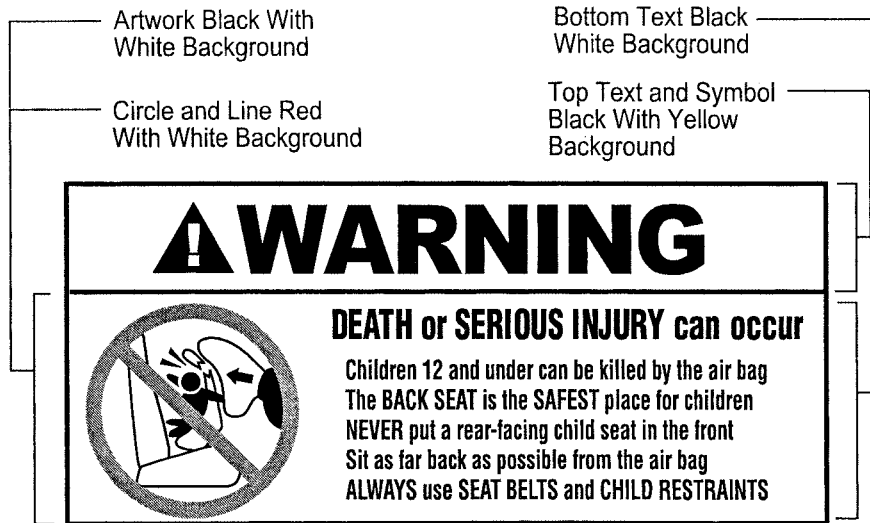 Artwork Black With
White Background
Bottom Text Black
White Background
Circle and Line Red
With White Background
Top Text and Symbol
Black With Yellow
Background
WARNING
DEATH or SERIOUS INJURY can occur
Children 12 and under can be killed by the air bag
The BACK SEAT is the SAFEST place for children
NEVER put a rear-facing child seat in the front
Sit as far back as possible from the air bag
ALWAYS use SEAT BELTS and CHILD RESTRAINTS